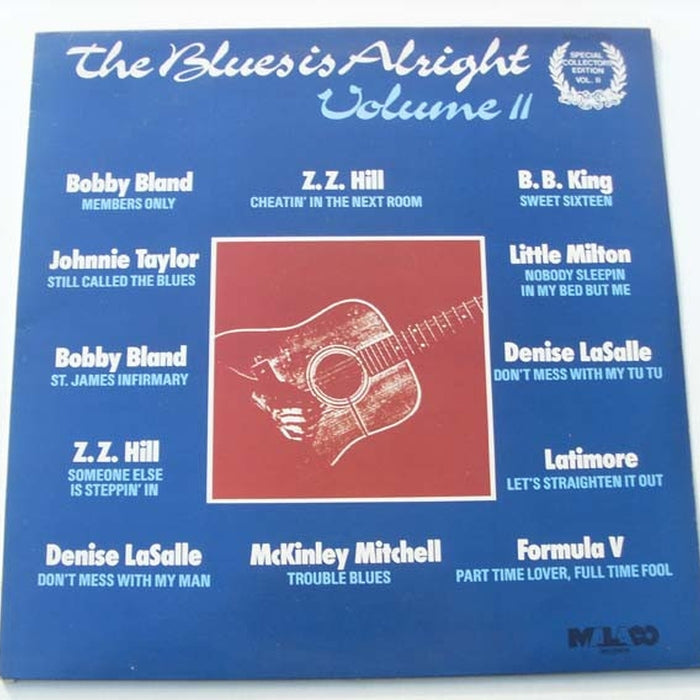 The Blues is Alright
Volume II
SPECIAL
COLLECTORS
EDITION
VOL. II
Bobby Bland
MEMBERS ONLY
Z. Z. Hill
CHEATIN' IN THE NEXT ROOM
B. B. King
SWEET SIXTEEN
Johnnie Taylor
STILL CALLED THE BLUES
Little Milton
NOBODY SLEEPIN
IN MY BED BUT ME
Bobby Bland
ST. JAMES INFIRMARY
Denise LaSalle
DON'T MESS WITH MY TU TU
Z. Z. Hill
SOMEONE ELSE
IS STEPPIN' IN
Latimore
LET'S STRAIGHTEN IT OUT
Denise LaSalle
DON'T MESS WITH MY MAN
McKinley Mitchell
TROUBLE BLUES
Formula V
PART TIME LOVER, FULL TIME FOOL
MALACO
RECORDS